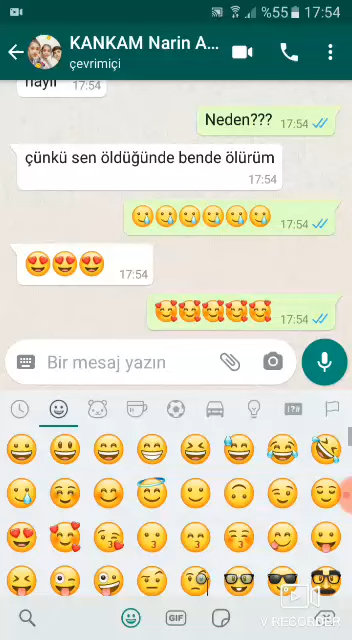 %55 17:54
KANKAM Narin A...
çevrimiçi
hayır 17:54
Neden??? 17:54
çünkü sen öldüğünde bende ölürüm
17:54
17:54
17:54
17:54
Bir mesaj yazın
!?#
GIF
V RECORDER